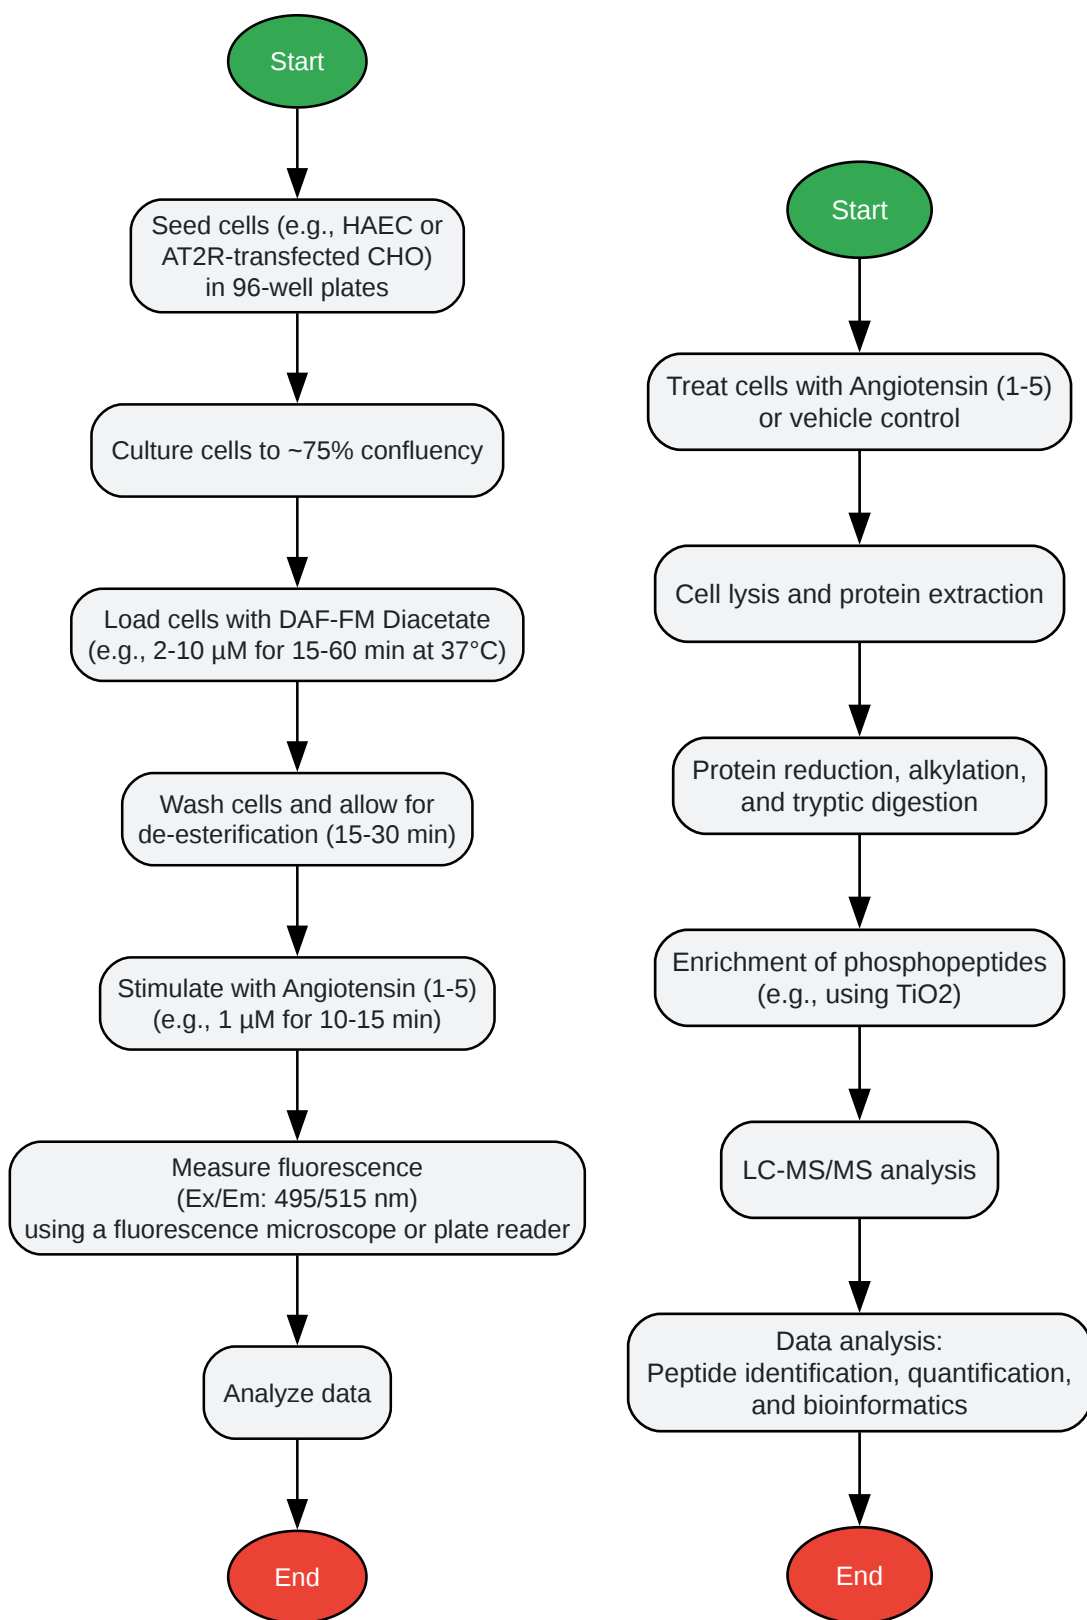 Start
Seed cells (e.g., HAEC or
AT2R-transfected CHO)
in 96-well plates
Culture cells to ~75% confluency
Load cells with DAF-FM Diacetate
(e.g., 2-10 µM for 15-60 min at 37°C)
Wash cells and allow for
de-esterification (15-30 min)
Stimulate with Angiotensin (1-5)
(e.g., 1 µM for 10-15 min)
Measure fluorescence
(Ex/Em: 495/515 nm)
using a fluorescence microscope or plate reader
Analyze data
End
Start
Treat cells with Angiotensin (1-5)
or vehicle control
Cell lysis and protein extraction
Protein reduction, alkylation,
and tryptic digestion
Enrichment of phosphopeptides
(e.g., using TiO2)
LC-MS/MS analysis
Data analysis:
Peptide identification, quantification,
and bioinformatics
End